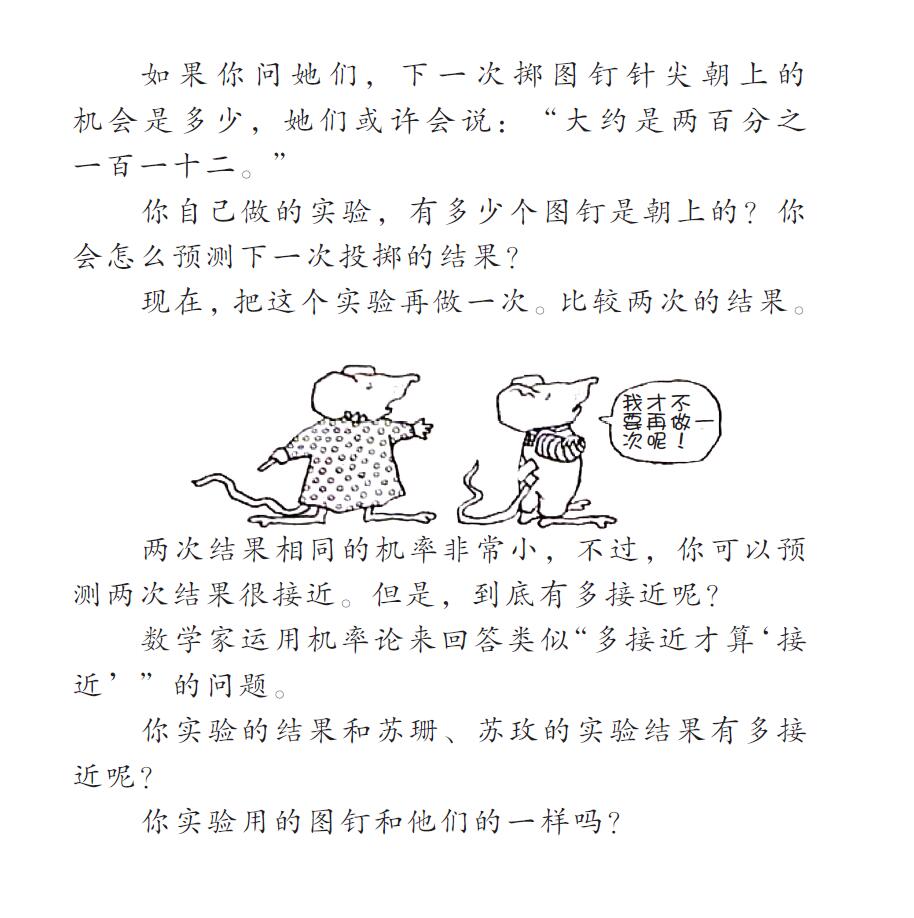 如果你问她们，下一次掷图钉针尖朝上的
机会是多少，她们或许会说：“大约是两百分之
一百一十二。”
你自己做的实验，有多少个图钉是朝上的？你
会怎么预测下一次投掷的结果？
现在，把这个实验再做一次。比较两次的结果。
我才不
要再做一
次呢！
两次结果相同的机率非常小，不过，你可以预
测两次结果很接近。但是，到底有多接近呢？
数学家运用机率论来回答类似“多接近才算‘接
近’”的问题。
你实验的结果和苏珊、苏玫的实验结果有多接
近呢？
你实验用的图钉和他们的一样吗？